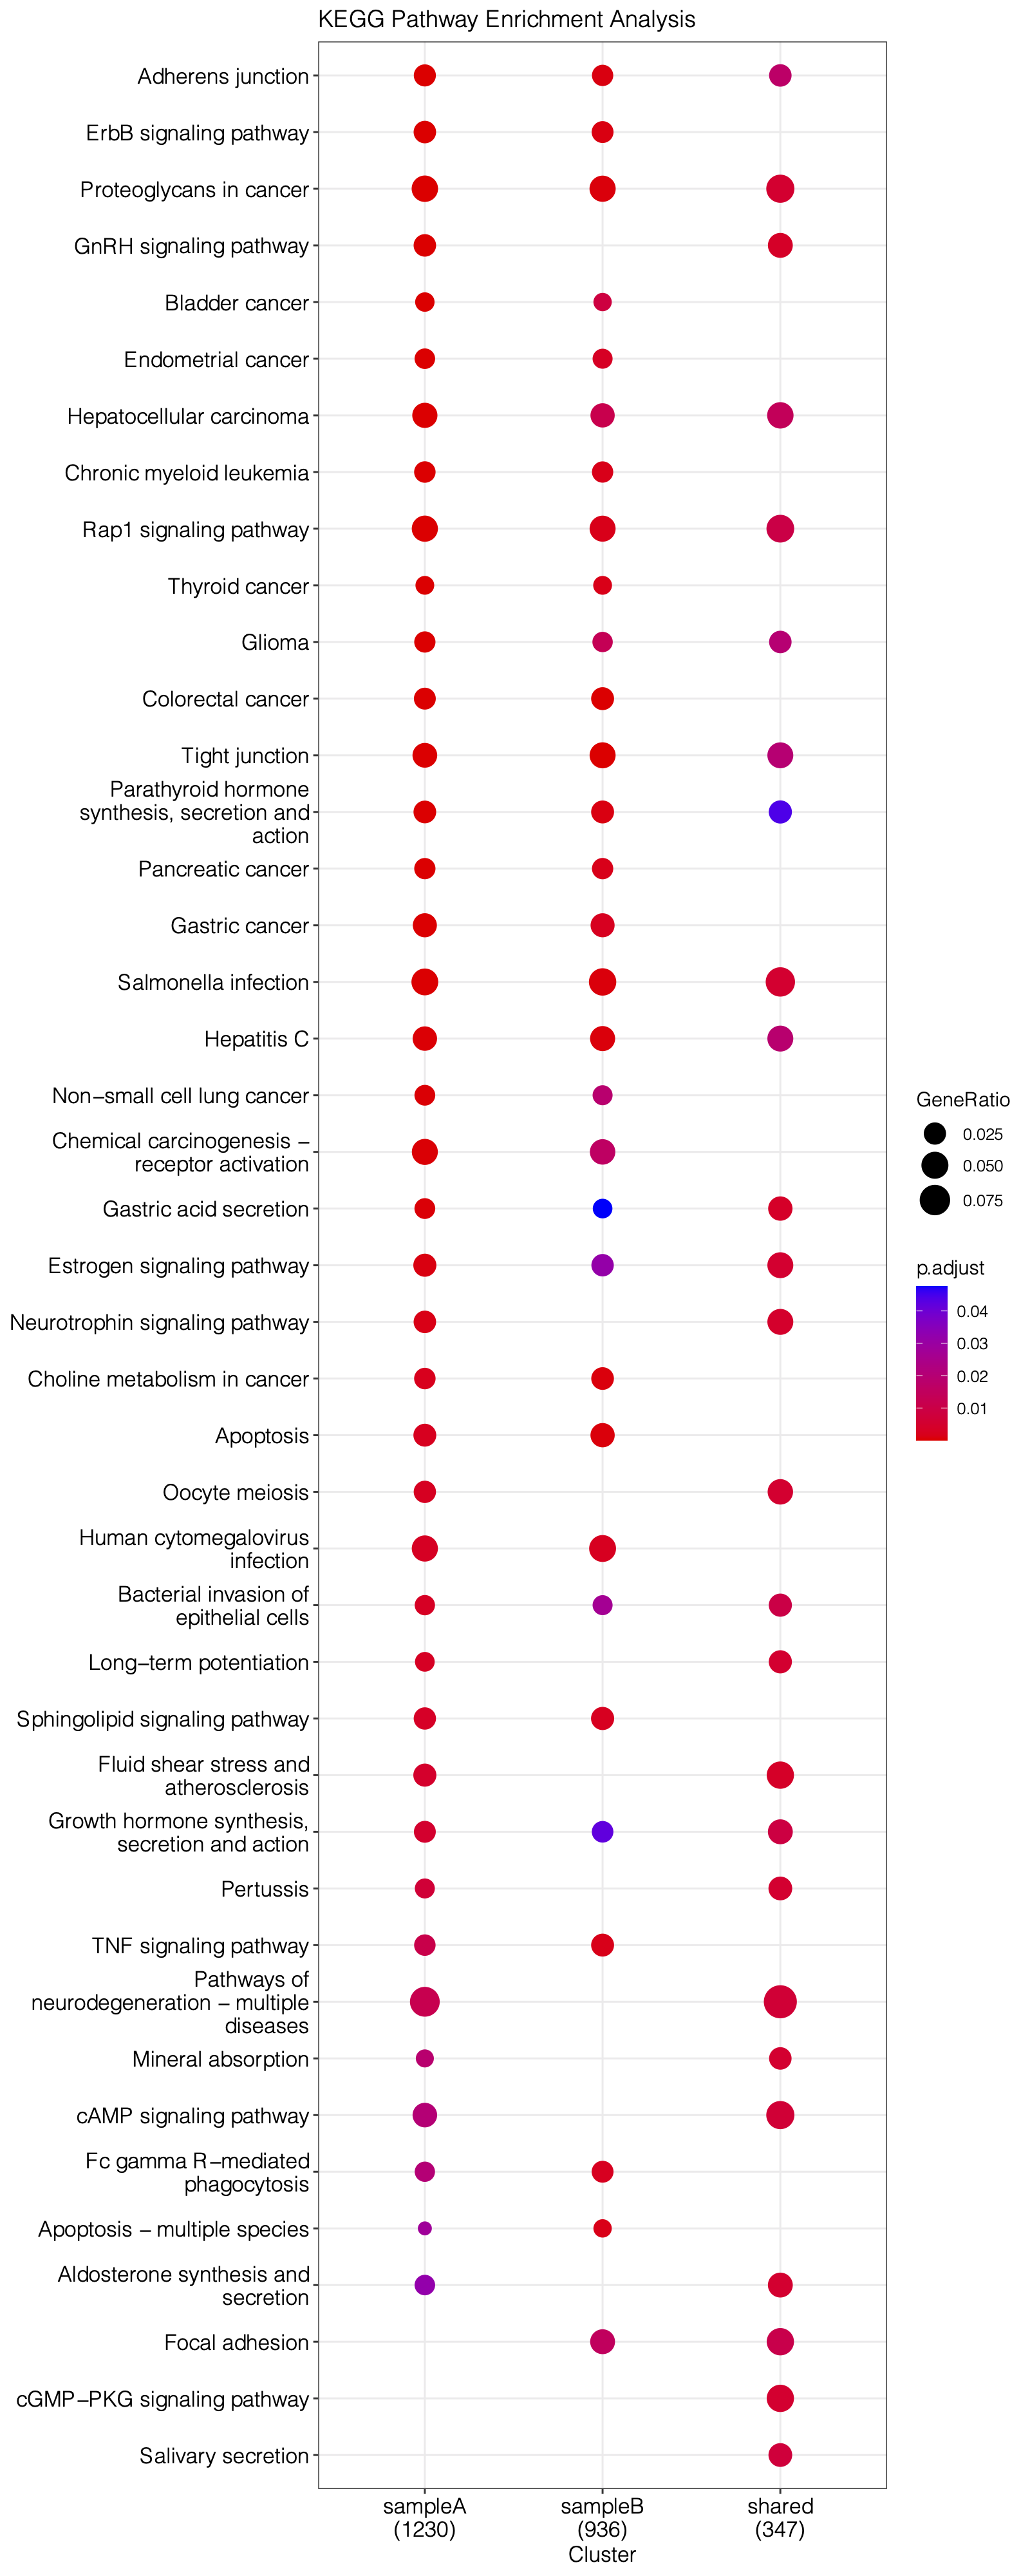 KEGG Pathway Enrichment Analysis
Adherens junction
ErbB signaling pathway
Proteoglycans in cancer
GnRH signaling pathway
Bladder cancer
Endometrial cancer
Hepatocellular carcinoma
Chronic myeloid leukemia
Rap1 signaling pathway
Thyroid cancer
Glioma
Colorectal cancer
Tight junction
Parathyroid hormone
synthesis, secretion and
action
Pancreatic cancer
Gastric cancer
Salmonella infection
Hepatitis C
Non−small cell lung cancer
Chemical carcinogenesis −
receptor activation
Gastric acid secretion
Estrogen signaling pathway
Neurotrophin signaling pathway
Choline metabolism in cancer
Apoptosis
Oocyte meiosis
Human cytomegalovirus
infection
Bacterial invasion of
epithelial cells
Long−term potentiation
Sphingolipid signaling pathway
Fluid shear stress and
atherosclerosis
Growth hormone synthesis,
secretion and action
Pertussis
TNF signaling pathway
Pathways of
neurodegeneration − multiple
diseases
Mineral absorption
cAMP signaling pathway
Fc gamma R−mediated
phagocytosis
Apoptosis − multiple species
Aldosterone synthesis and
secretion
Focal adhesion
cGMP−PKG signaling pathway
Salivary secretion
sampleA
(1230)
sampleB
(936)
shared
(347)
Cluster
GeneRatio
0.025
0.050
0.075
p.adjust
0.04
0.03
0.02
0.01